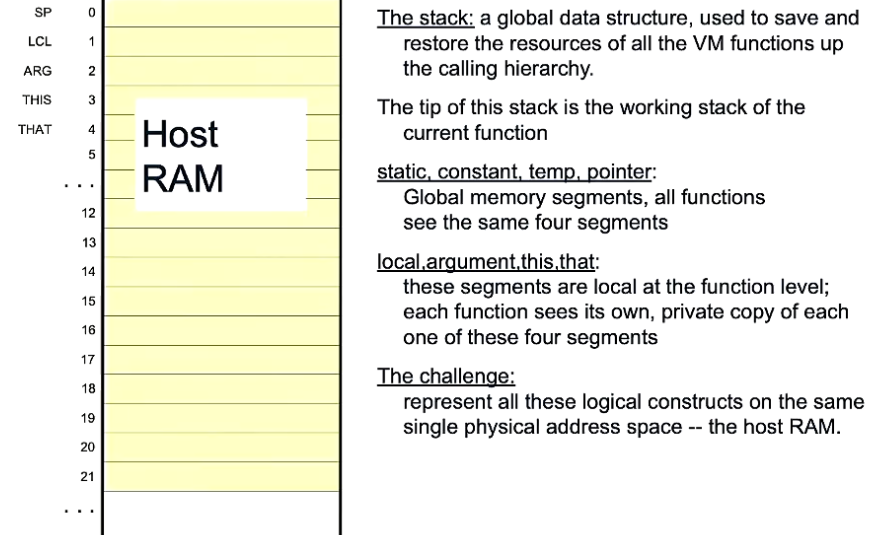 SP 0
LCL 1
ARG 2
THIS 3
THAT 4
5
. . .
12
13
14
15
16
17
18
19
20
21
. . .
Host
RAM
The stack: a global data structure, used to save and
restore the resources of all the VM functions up
the calling hierarchy.
The tip of this stack is the working stack of the
current function
static, constant, temp, pointer:
Global memory segments, all functions
see the same four segments
local,argument,this,that:
these segments are local at the function level;
each function sees its own, private copy of each
one of these four segments
The challenge:
represent all these logical constructs on the same
single physical address space -- the host RAM.